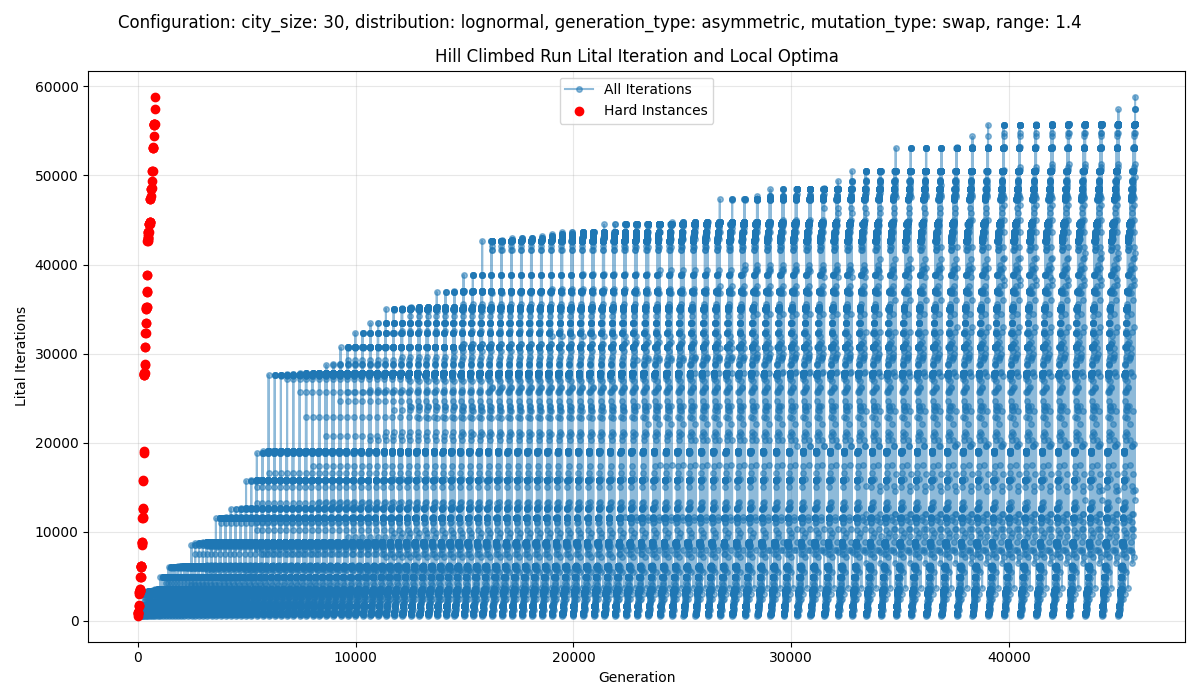 Configuration: city_size: 30, distribution: lognormal, generation_type: asymmetric, mutation_type: swap, range: 1.4
Hill Climbed Run Lital Iteration and Local Optima
All Iterations
Hard Instances
Lital Iterations
60000
50000
40000
30000
20000
10000
0
0 10000 20000 30000 40000
Generation